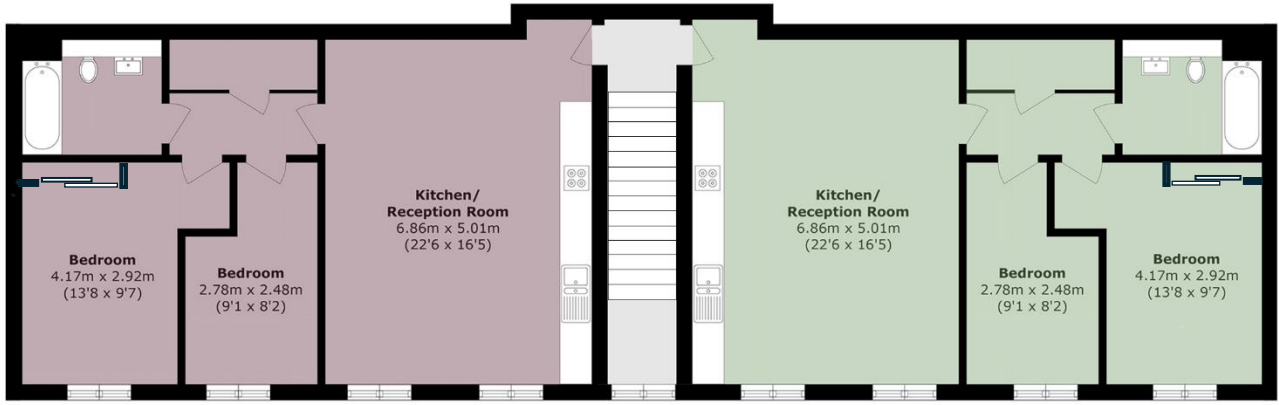 Kitchen/
Reception Room
6.86m x 5.01m
(22'6 x 16'5)
Kitchen/
Reception Room
6.86m x 5.01m
(22'6 x 16'5)
Bedroom
4.17m x 2.92m
(13'8 x 9'7)
Bedroom
2.78m x 2.48m
(9'1 x 8'2)
Bedroom
2.78m x 2.48m
(9'1 x 8'2)
Bedroom
4.17m x 2.92m
(13'8 x 9'7)